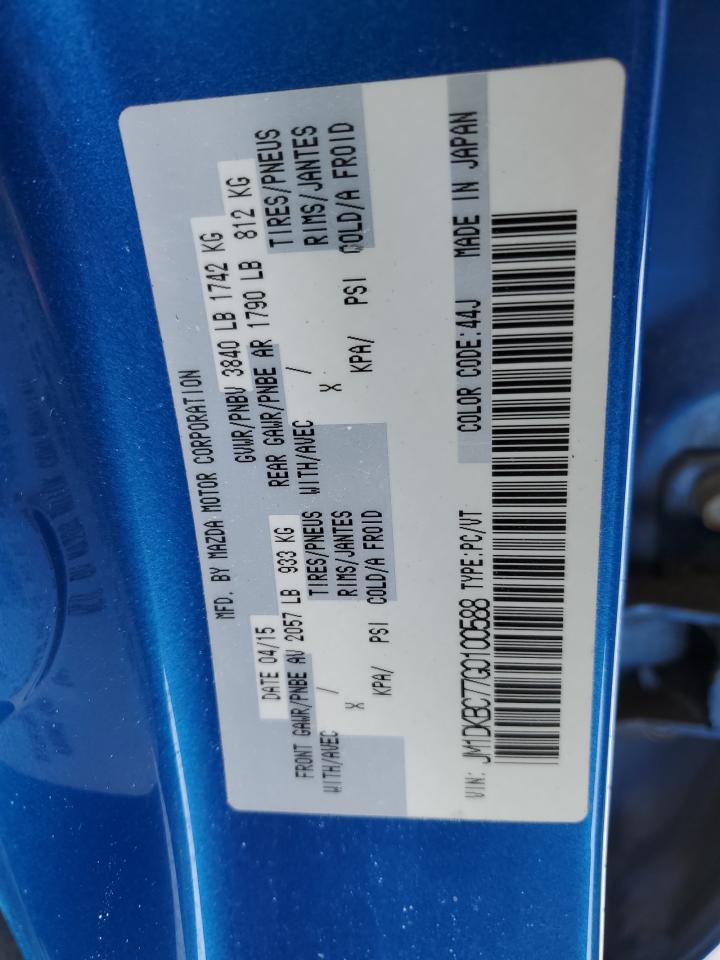 MFD. BY MAZDA MOTOR CORPORATION
DATE 04/15 GVWR/PNBV 3840 LB 1742 KG
FRONT GAWR/PNBE AV 2057 LB 933 KG REAR GAWR/PNBE AR 1790 LB 812 KG
WITH/AVEC / TIRES/PNEUS WITH/AVEC / TIRES/PNEUS
X RIMS/JANTES X RIMS/JANTES
KPA/ PSI COLD/A FROID KPA/ PSI COLD/A FROID
VIN: JM1DKBC77G0100588 TYPE:PC/VT COLOR CODE:44J MADE IN JAPAN